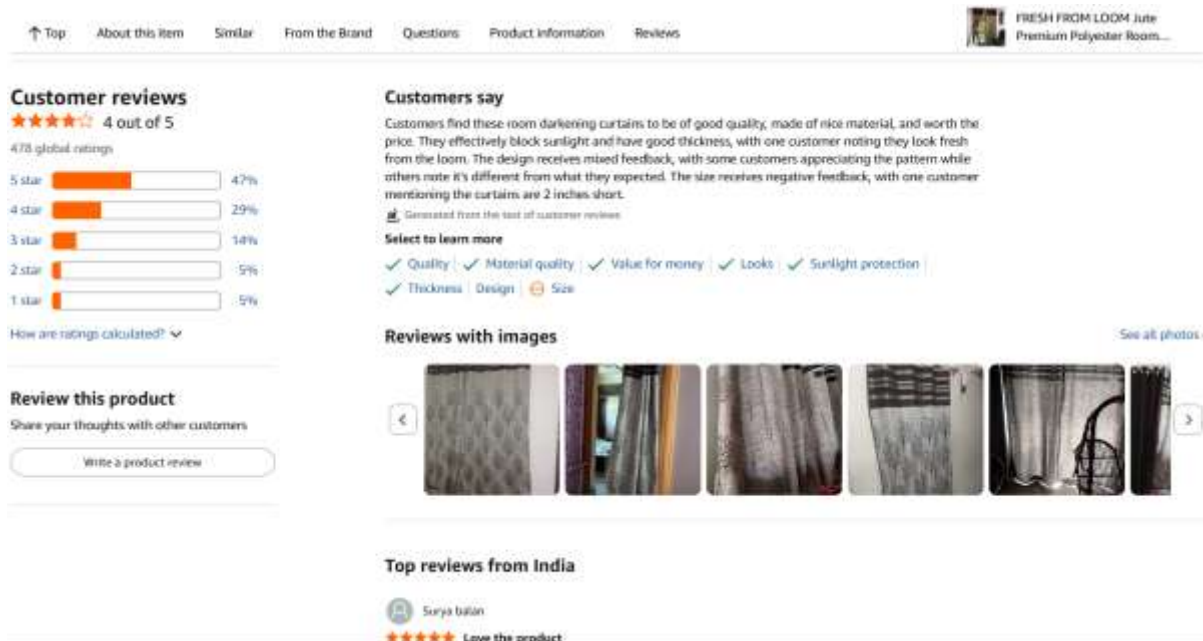 Top About this item Similar From the Brand Questions Product Information Reviews
FRESH FROM LOOM Jute
Premium Polyester Room...
Customer reviews
4 out of 5
478 global ratings
5 star 47%
4 star 29%
3 star 14%
2 star 5%
1 star 5%
How are ratings calculated?
Review this product
Share your thoughts with other customers
Write a product review
Customers say
Customers find these room darkening curtains to be of good quality, made of nice material, and worth the
price. They effectively block sunlight and have good thickness, with one customer noting they look fresh
from the loom. The design receives mixed feedback, with some customers appreciating the pattern while
others note it's different from what they expected. The size receives negative feedback, with one customer
mentioning the curtains are 2 inches short.
Generated from the text of customer reviews
Select to learn more
Quality Material quality Value for money Looks Sunlight protection
Thickness Design Size
Reviews with images
See all photos
Top reviews from India
Surya balan
Love the product